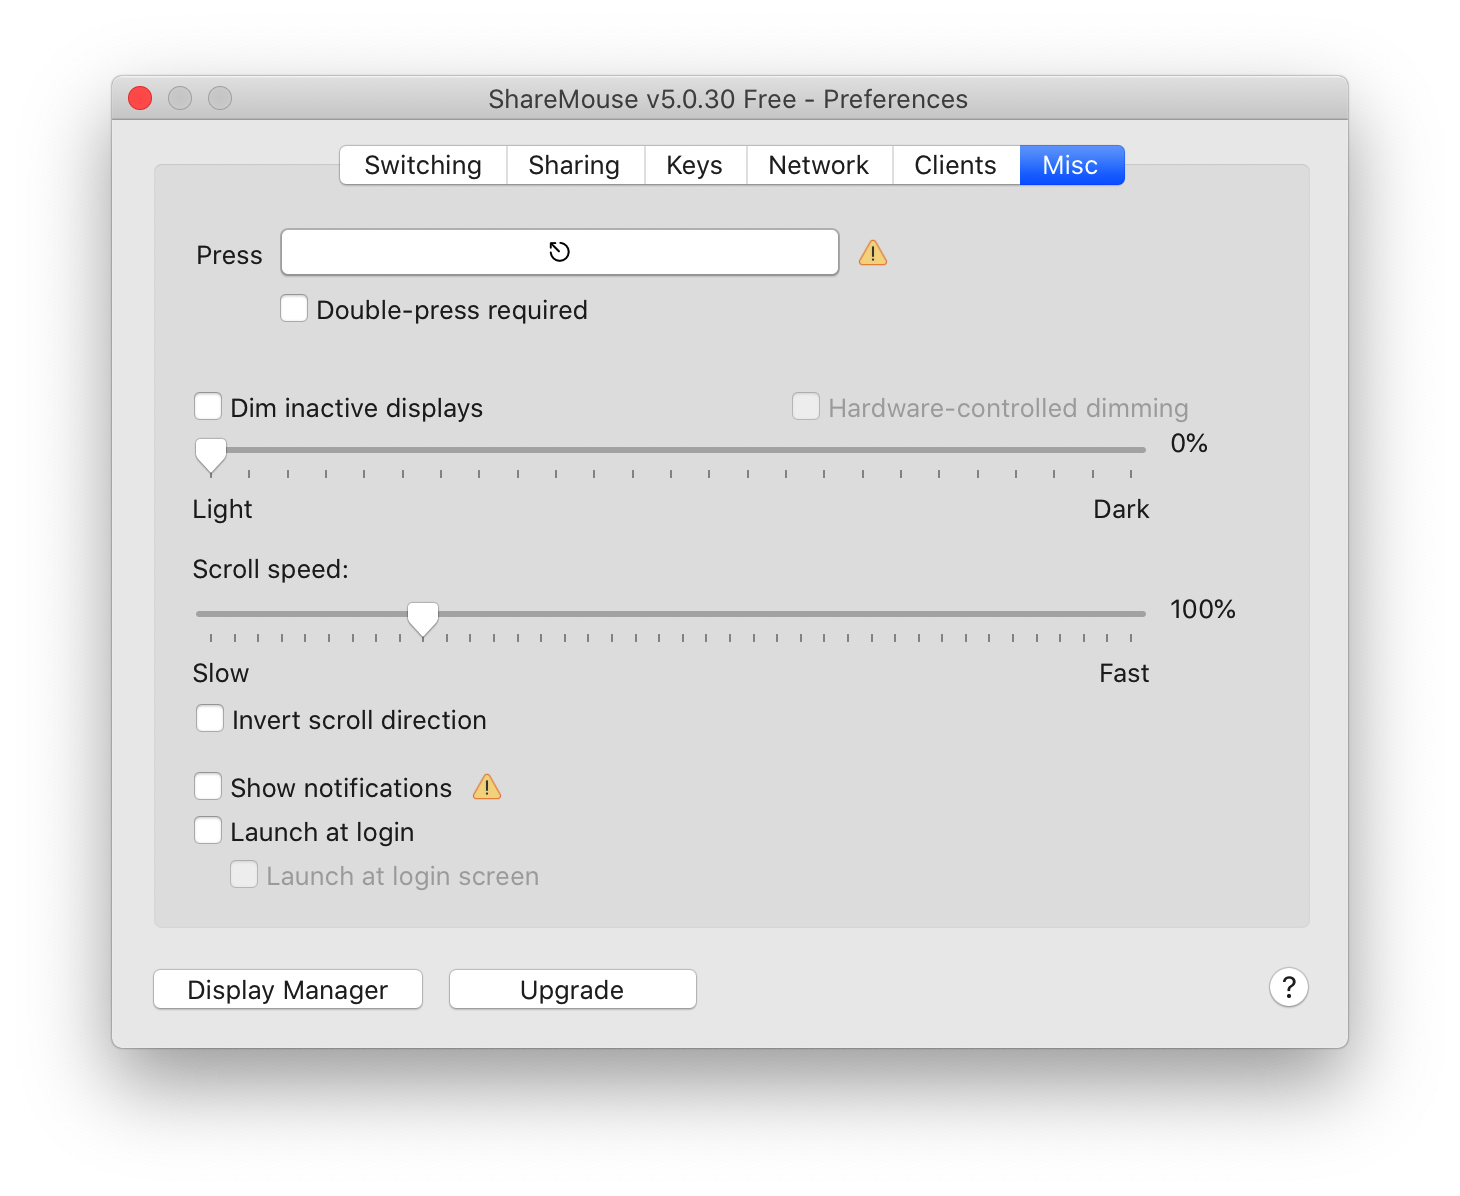 ShareMouse v5.0.30 Free - Preferences
Switching Sharing Keys Network Clients Misc
Press
Double-press required
Dim inactive displays Hardware-controlled dimming
0%
Light Dark
Scroll speed:
100%
Slow Fast
Invert scroll direction
Show notifications
Launch at login
Launch at login screen
Display Manager Upgrade ?